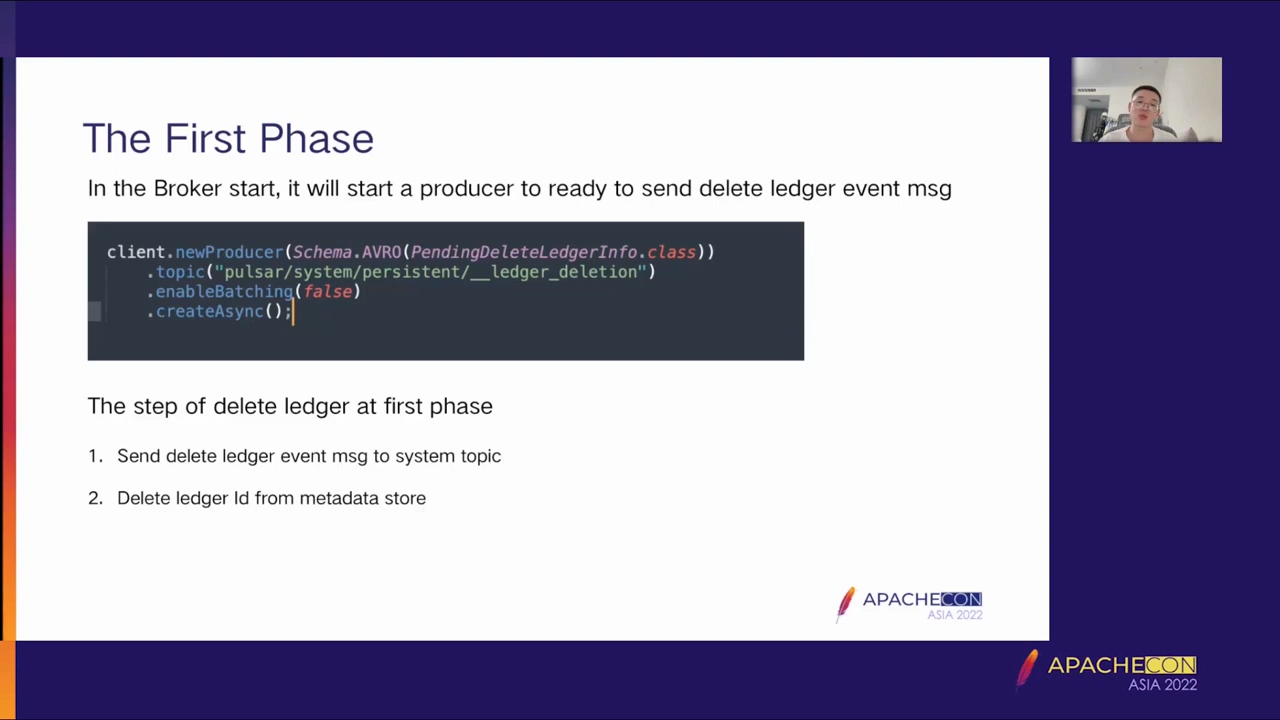 The First Phase
In the Broker start, it will start a producer to ready to send delete ledger event msg
client.newProducer(Schema.AVRO(PendingDeleteLedgerInfo.class))
.topic("pulsar/system/persistent/__ledger_deletion")
.enableBatching(false)
.createAsync();
The step of delete ledger at first phase
1. Send delete ledger event msg to system topic
2. Delete ledger Id from metadata store
APACHECON
ASIA 2022
APACHECON
ASIA 2022